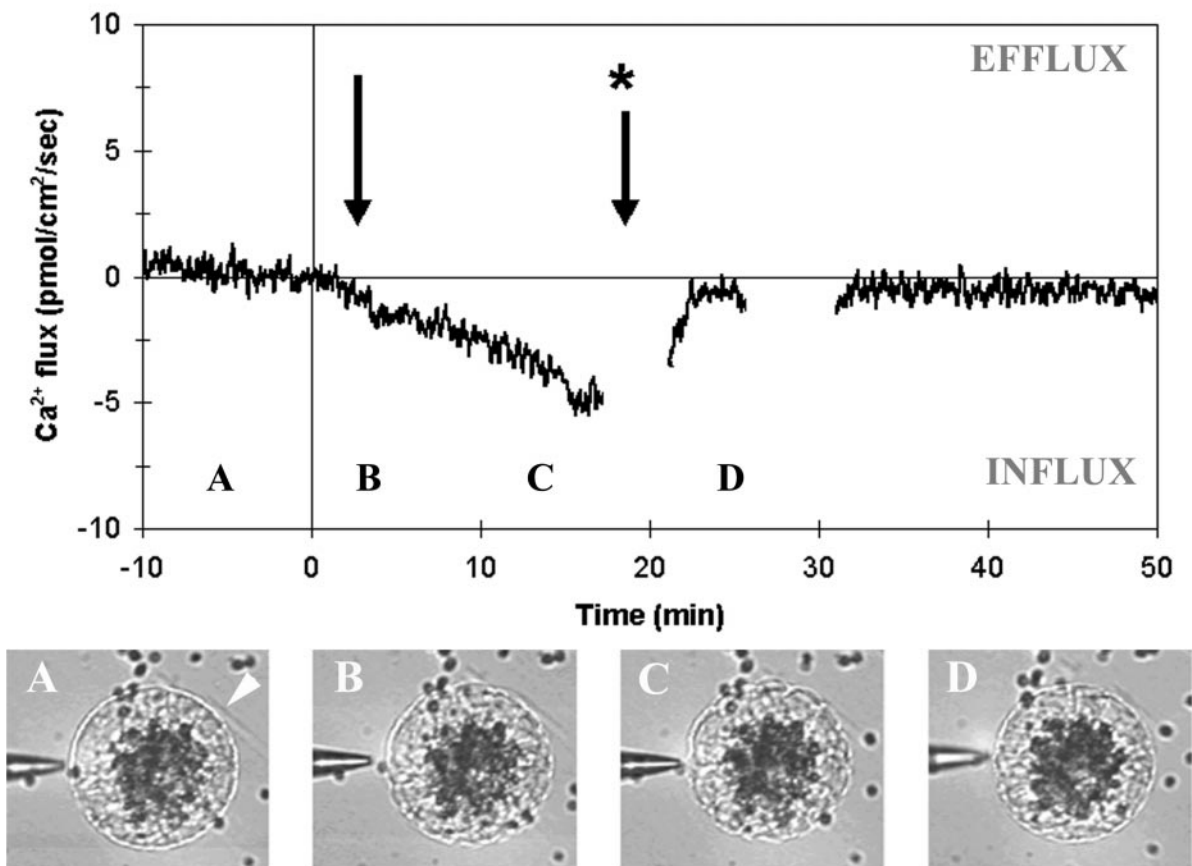 10
EFFLUX
*
5
Ca²⁺ flux (pmol/cm²/sec)
0
-5
A B C D
INFLUX
-10
-10 0 10 20 30 40 50
Time (min)
A B C D